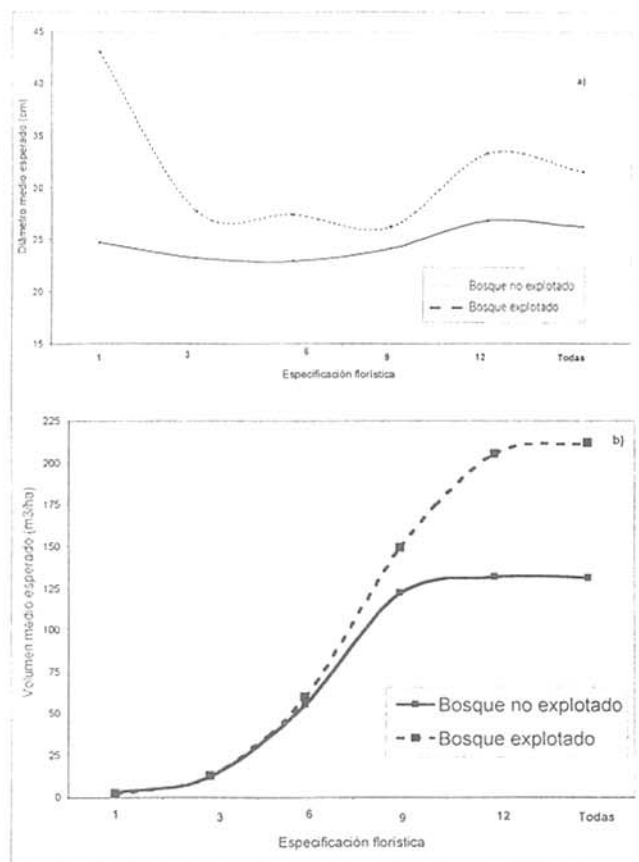 a)
Diámetro medio esperado (cm)
45
40
35
30
25
20
15
Bosque no explotado
Bosque explotado
1
3
6
9
12
Todas
Especificación florística
b)
Volumen medio esperado (m3/ha)
225
200
175
150
125
100
75
50
25
0
Bosque no explotado
Bosque explotado
1
3
6
9
12
Todas
Especificación florística